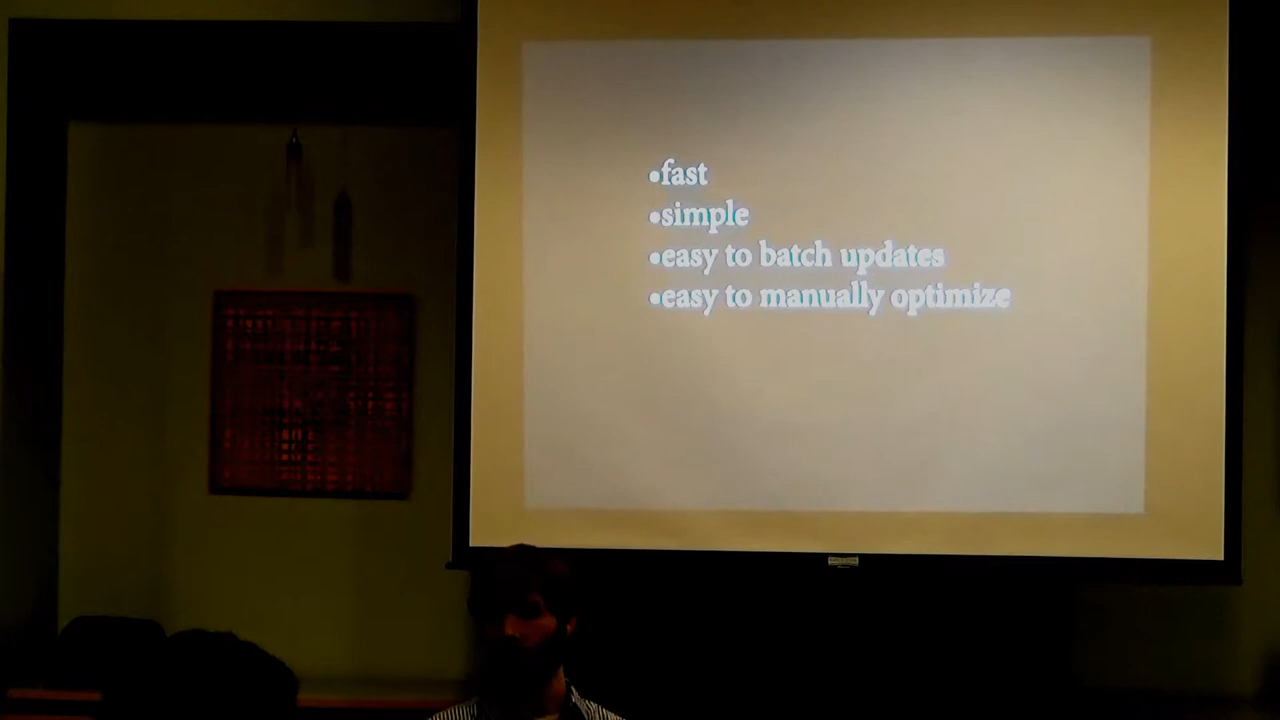 •fast
•simple
•easy to batch updates
•easy to manually optimize